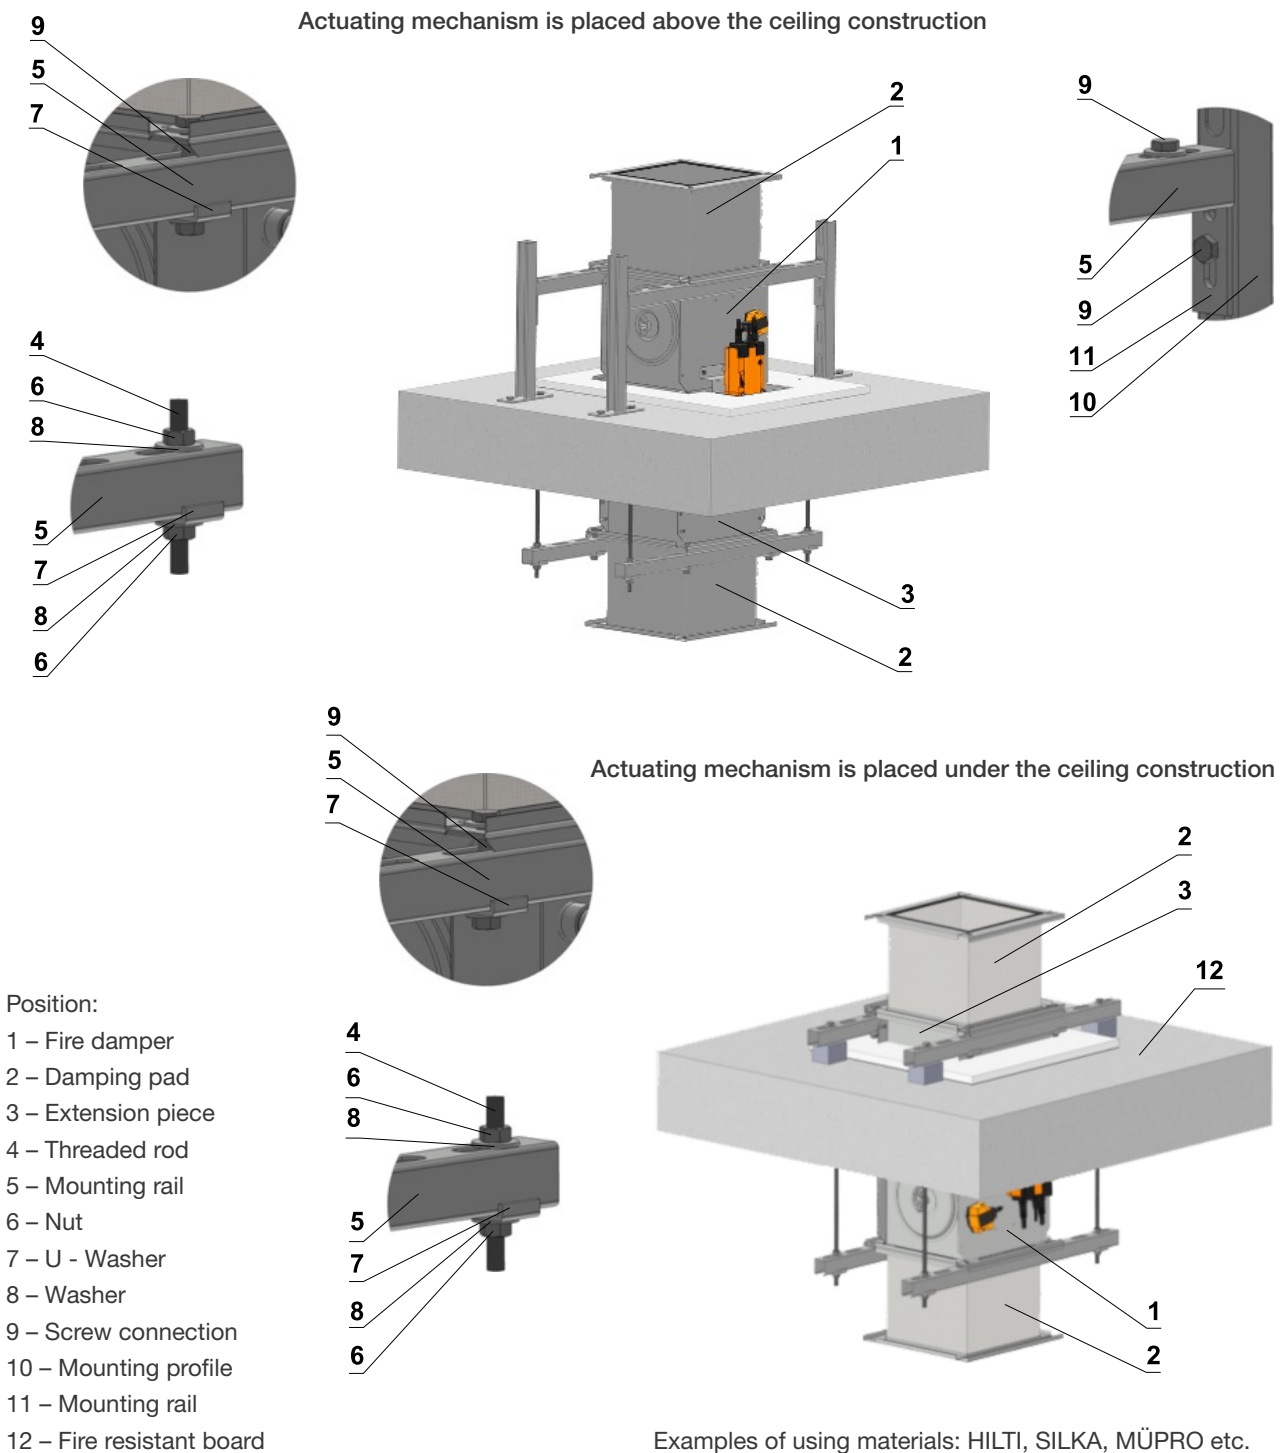 Actuating mechanism is placed above the ceiling construction
9
5
7
4
6
8
5
7
8
6
2
1
3
2
9
5
9
11
10
Actuating mechanism is placed under the ceiling construction
9
5
7
4
6
8
5
7
8
6
2
3
12
1
2
Position:
1 – Fire damper
2 – Damping pad
3 – Extension piece
4 – Threaded rod
5 – Mounting rail
6 – Nut
7 – U - Washer
8 – Washer
9 – Screw connection
10 – Mounting profile
11 – Mounting rail
12 – Fire resistant board
Examples of using materials: HILTI, SILKA, MÜPRO etc.